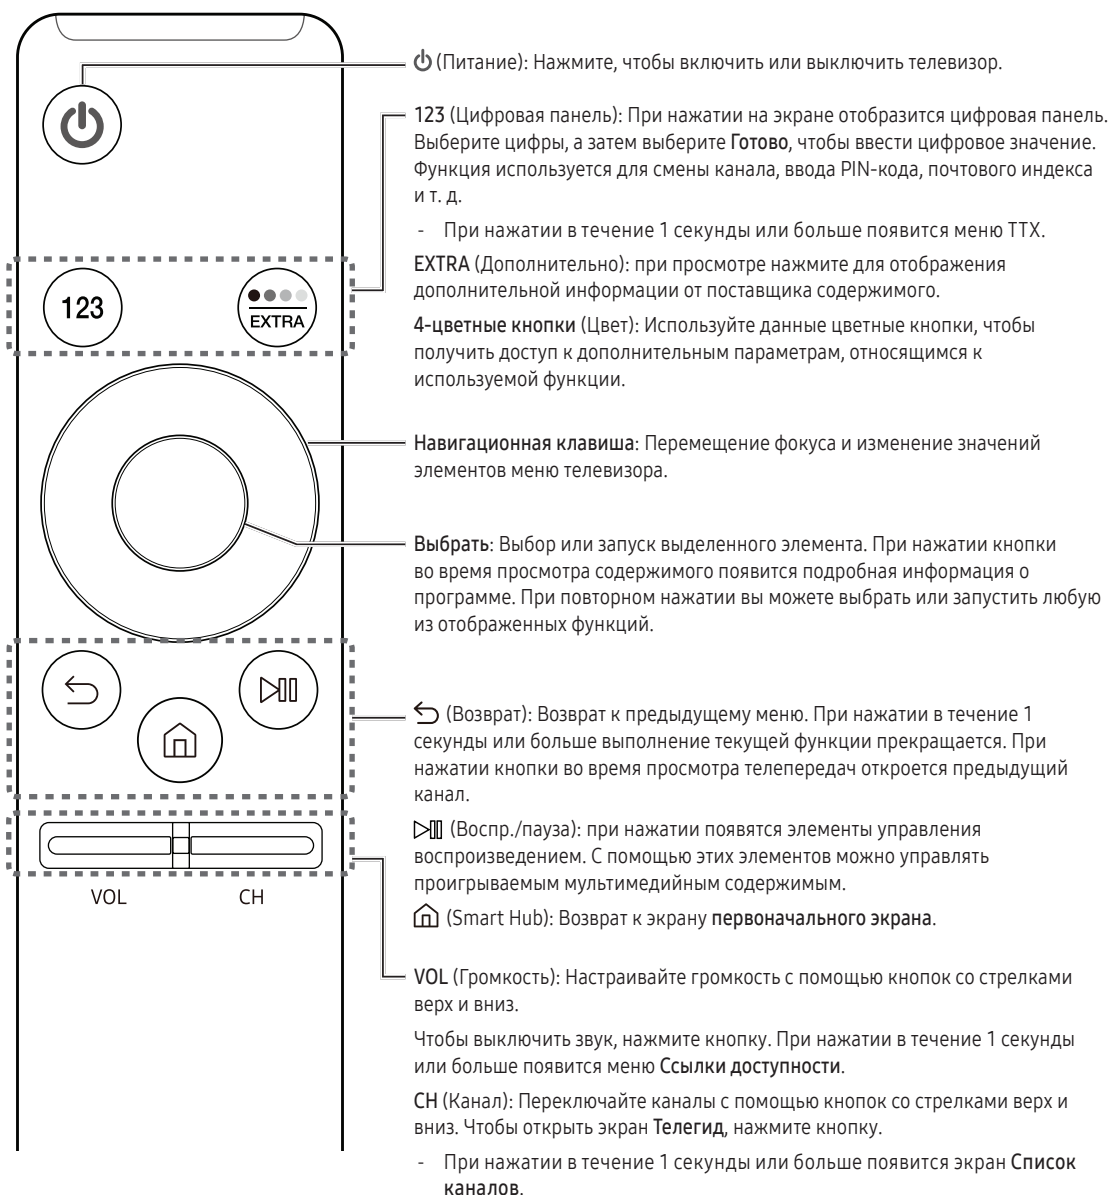 (Питание): Нажмите, чтобы включить или выключить телевизор.
123 (Цифровая панель): При нажатии на экране отобразится цифровая панель.
Выберите цифры, а затем выберите Готово, чтобы ввести цифровое значение.
Функция используется для смены канала, ввода PIN-кода, почтового индекса
и т. д.
- При нажатии в течение 1 секунды или больше появится меню TTX.
EXTRA (Дополнительно): при просмотре нажмите для отображения
дополнительной информации от поставщика содержимого.
4-цветные кнопки (Цвет): Используйте данные цветные кнопки, чтобы
получить доступ к дополнительным параметрам, относящимся к
используемой функции.
123
EXTRA
Навигационная клавиша: Перемещение фокуса и изменение значений
элементов меню телевизора.
Выбрать: Выбор или запуск выделенного элемента. При нажатии кнопки
во время просмотра содержимого появится подробная информация о
программе. При повторном нажатии вы можете выбрать или запустить любую
из отображенных функций.
(Возврат): Возврат к предыдущему меню. При нажатии в течение 1
секунды или больше выполнение текущей функции прекращается. При
нажатии кнопки во время просмотра телепередач откроется предыдущий
канал.
(Воспр./пауза): при нажатии появятся элементы управления
воспроизведением. С помощью этих элементов можно управлять
проигрываемым мультимедийным содержимым.
(Smart Hub): Возврат к экрану первоначального экрана.
VOL
CH
VOL (Громкость): Настраивайте громкость с помощью кнопок со стрелками
верх и вниз.
Чтобы выключить звук, нажмите кнопку. При нажатии в течение 1 секунды
или больше появится меню Ссылки доступности.
CH (Канал): Переключайте каналы с помощью кнопок со стрелками верх и
вниз. Чтобы открыть экран Телегид, нажмите кнопку.
- При нажатии в течение 1 секунды или больше появится экран Список
каналов.